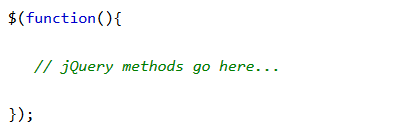 $(function(){
// jQuery methods go here...
});